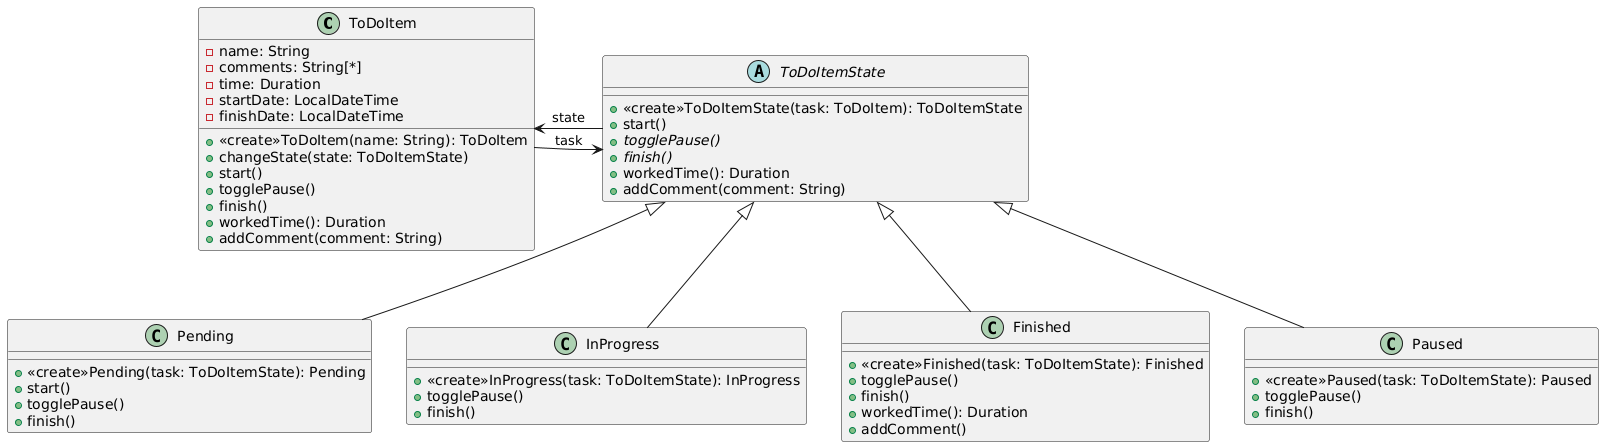 C ToDoItem
name: String
comments: String[*]
time: Duration
startDate: LocalDateTime
finishDate: LocalDateTime
«create»ToDoItem(name: String): ToDoItem
changeState(state: ToDoItemState)
start()
togglePause()
finish()
workedTime(): Duration
addComment(comment: String)
state
task
A ToDoItemState
«create»ToDoItemState(task: ToDoItem): ToDoItemState
start()
togglePause()
finish()
workedTime(): Duration
addComment(comment: String)
C Pending
«create»Pending(task: ToDoItemState): Pending
start()
togglePause()
finish()
C InProgress
«create»InProgress(task: ToDoItemState): InProgress
togglePause()
finish()
C Finished
«create»Finished(task: ToDoItemState): Finished
togglePause()
finish()
workedTime(): Duration
addComment()
C Paused
«create»Paused(task: ToDoItemState): Paused
togglePause()
finish()